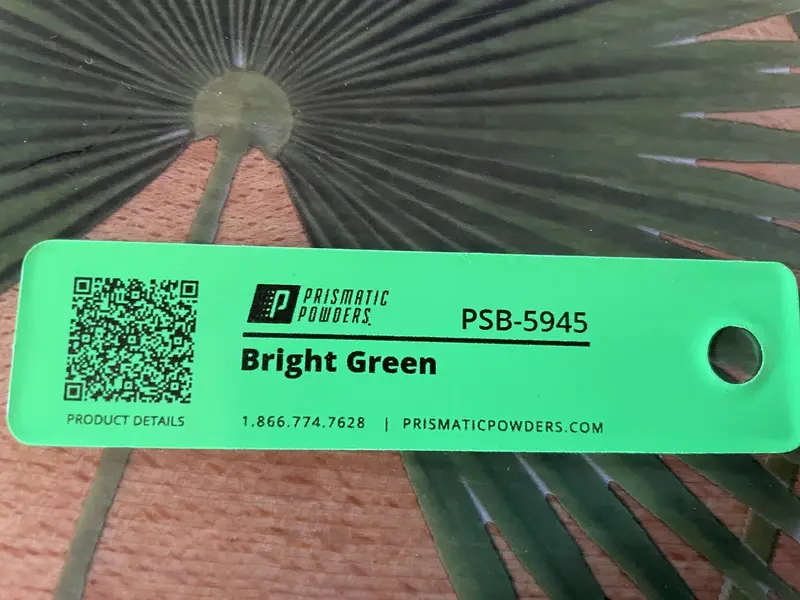 PRISMATIC
POWDERS.
PSB-5945
Bright Green
PRODUCT DETAILS
1.866.774.7628 | PRISMATICPOWDERS.COM